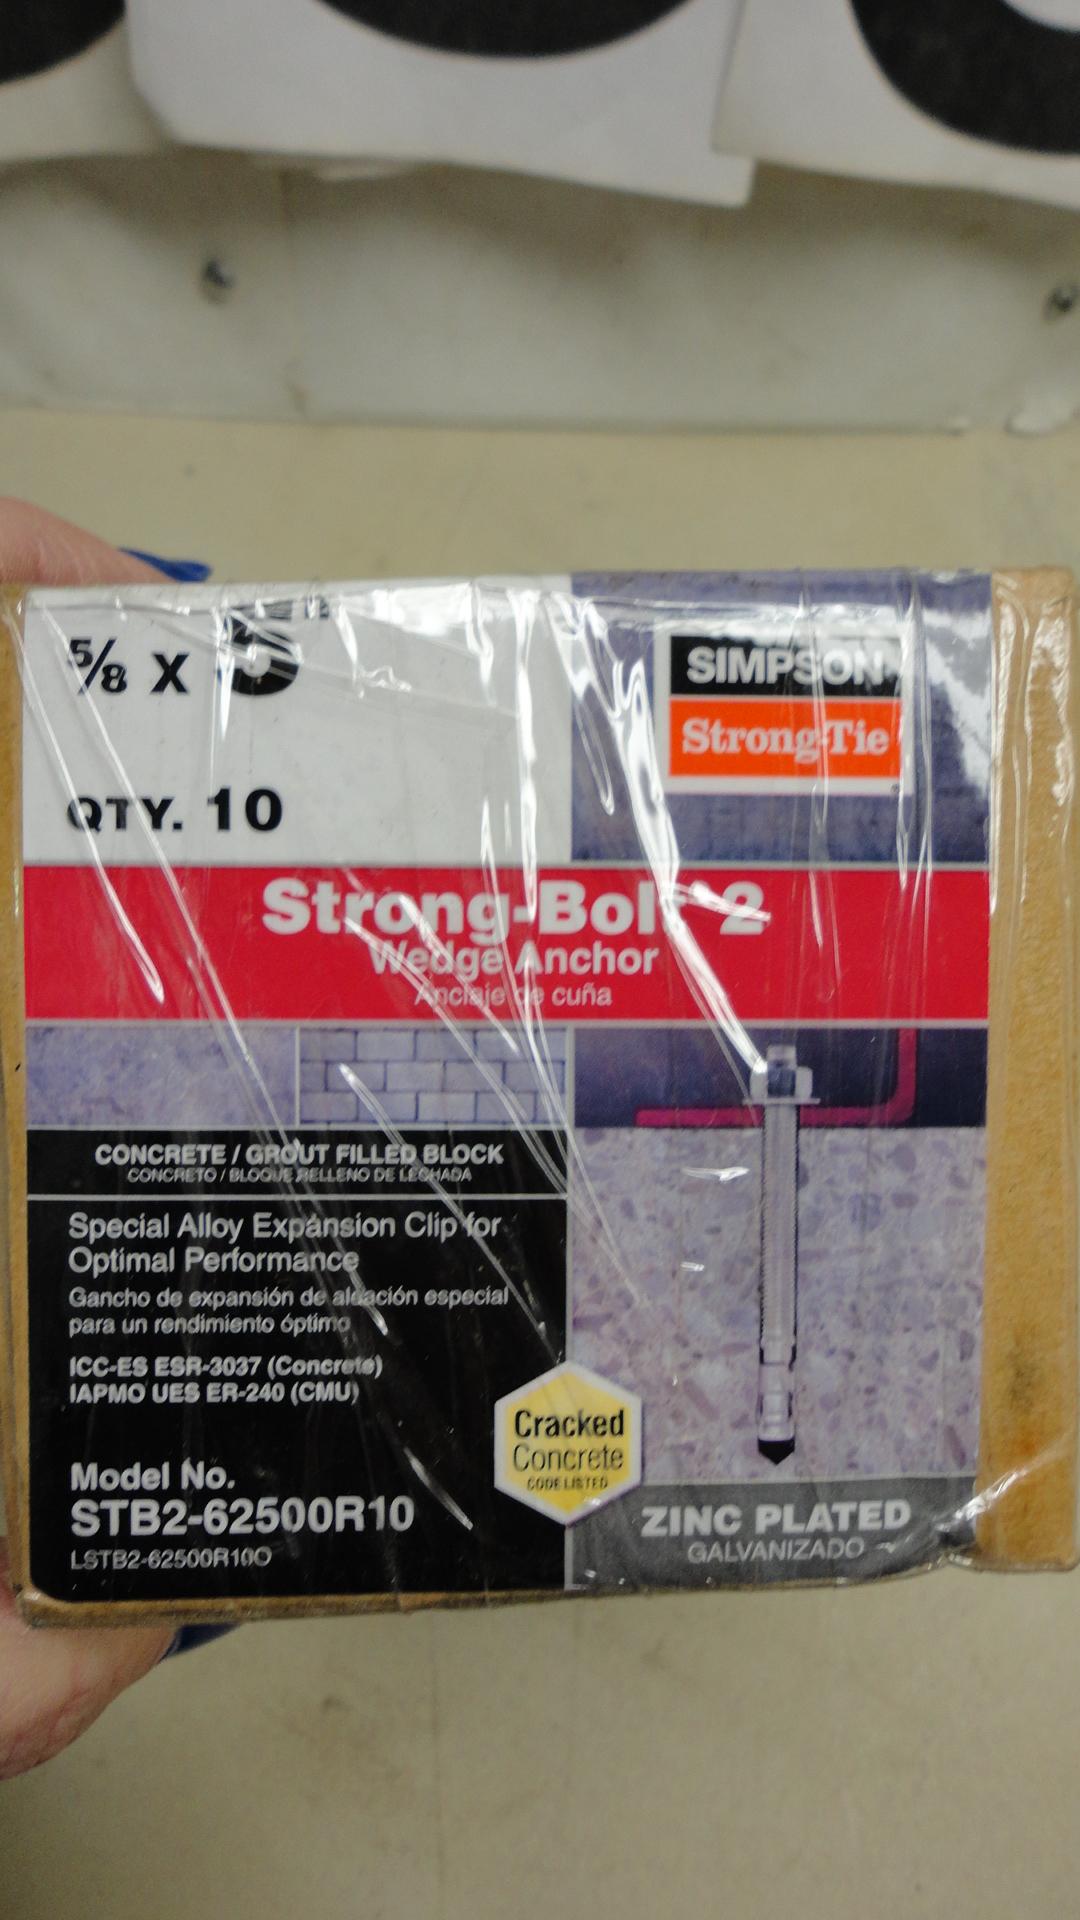 5/8 X 5"
QTY. 10
SIMPSON
Strong-Tie
Strong-Bolt 2
Wedge Anchor
Anclaje de cuña
CONCRETE / GROUT FILLED BLOCK
CONCRETO / BLOQUE RELLENO DE LECHADA
Special Alloy Expansion Clip for
Optimal Performance
Gancho de expansión de aleación especial
para un rendimiento óptimo
ICC-ES ESR-3037 (Concrete)
IAPMO UES ER-240 (CMU)
Cracked
Concrete
CODE LISTED
Model No.
STB2-62500R10
LSTB2-62500R10O
ZINC PLATED
GALVANIZADO